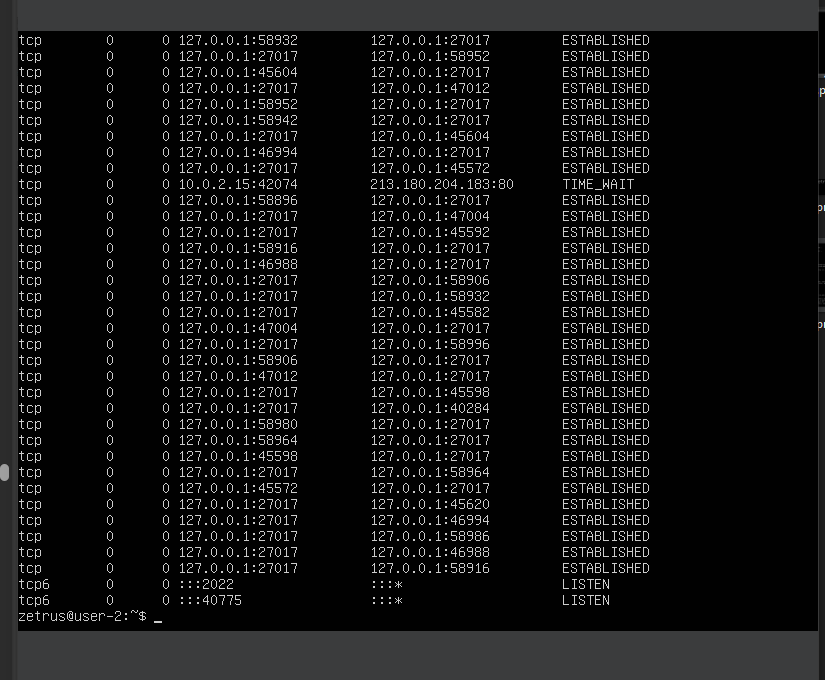 tcp 0 0 127.0.0.1:58932 127.0.0.1:27017 ESTABLISHED
tcp 0 0 127.0.0.1:27017 127.0.0.1:58952 ESTABLISHED
tcp 0 0 127.0.0.1:45604 127.0.0.1:27017 ESTABLISHED
tcp 0 0 127.0.0.1:27017 127.0.0.1:47012 ESTABLISHED
tcp 0 0 127.0.0.1:58952 127.0.0.1:27017 ESTABLISHED
tcp 0 0 127.0.0.1:58942 127.0.0.1:27017 ESTABLISHED
tcp 0 0 127.0.0.1:27017 127.0.0.1:45604 ESTABLISHED
tcp 0 0 127.0.0.1:46994 127.0.0.1:27017 ESTABLISHED
tcp 0 0 127.0.0.1:27017 127.0.0.1:45572 ESTABLISHED
tcp 0 0 10.0.2.15:42074 213.180.204.183:80 TIME_WAIT
tcp 0 0 127.0.0.1:58896 127.0.0.1:27017 ESTABLISHED
tcp 0 0 127.0.0.1:27017 127.0.0.1:47004 ESTABLISHED
tcp 0 0 127.0.0.1:27017 127.0.0.1:45592 ESTABLISHED
tcp 0 0 127.0.0.1:58916 127.0.0.1:27017 ESTABLISHED
tcp 0 0 127.0.0.1:46988 127.0.0.1:27017 ESTABLISHED
tcp 0 0 127.0.0.1:27017 127.0.0.1:58906 ESTABLISHED
tcp 0 0 127.0.0.1:27017 127.0.0.1:58932 ESTABLISHED
tcp 0 0 127.0.0.1:27017 127.0.0.1:45582 ESTABLISHED
tcp 0 0 127.0.0.1:47004 127.0.0.1:27017 ESTABLISHED
tcp 0 0 127.0.0.1:27017 127.0.0.1:58996 ESTABLISHED
tcp 0 0 127.0.0.1:58906 127.0.0.1:27017 ESTABLISHED
tcp 0 0 127.0.0.1:47012 127.0.0.1:27017 ESTABLISHED
tcp 0 0 127.0.0.1:27017 127.0.0.1:45598 ESTABLISHED
tcp 0 0 127.0.0.1:27017 127.0.0.1:40284 ESTABLISHED
tcp 0 0 127.0.0.1:58980 127.0.0.1:27017 ESTABLISHED
tcp 0 0 127.0.0.1:58964 127.0.0.1:27017 ESTABLISHED
tcp 0 0 127.0.0.1:45598 127.0.0.1:27017 ESTABLISHED
tcp 0 0 127.0.0.1:27017 127.0.0.1:58964 ESTABLISHED
tcp 0 0 127.0.0.1:45572 127.0.0.1:27017 ESTABLISHED
tcp 0 0 127.0.0.1:27017 127.0.0.1:45620 ESTABLISHED
tcp 0 0 127.0.0.1:27017 127.0.0.1:46994 ESTABLISHED
tcp 0 0 127.0.0.1:27017 127.0.0.1:58986 ESTABLISHED
tcp 0 0 127.0.0.1:27017 127.0.0.1:46988 ESTABLISHED
tcp 0 0 127.0.0.1:27017 127.0.0.1:58916 ESTABLISHED
tcp6 0 0 :::2022 :::* LISTEN
tcp6 0 0 :::40775 :::* LISTEN
zetrus@user-2:~$ _